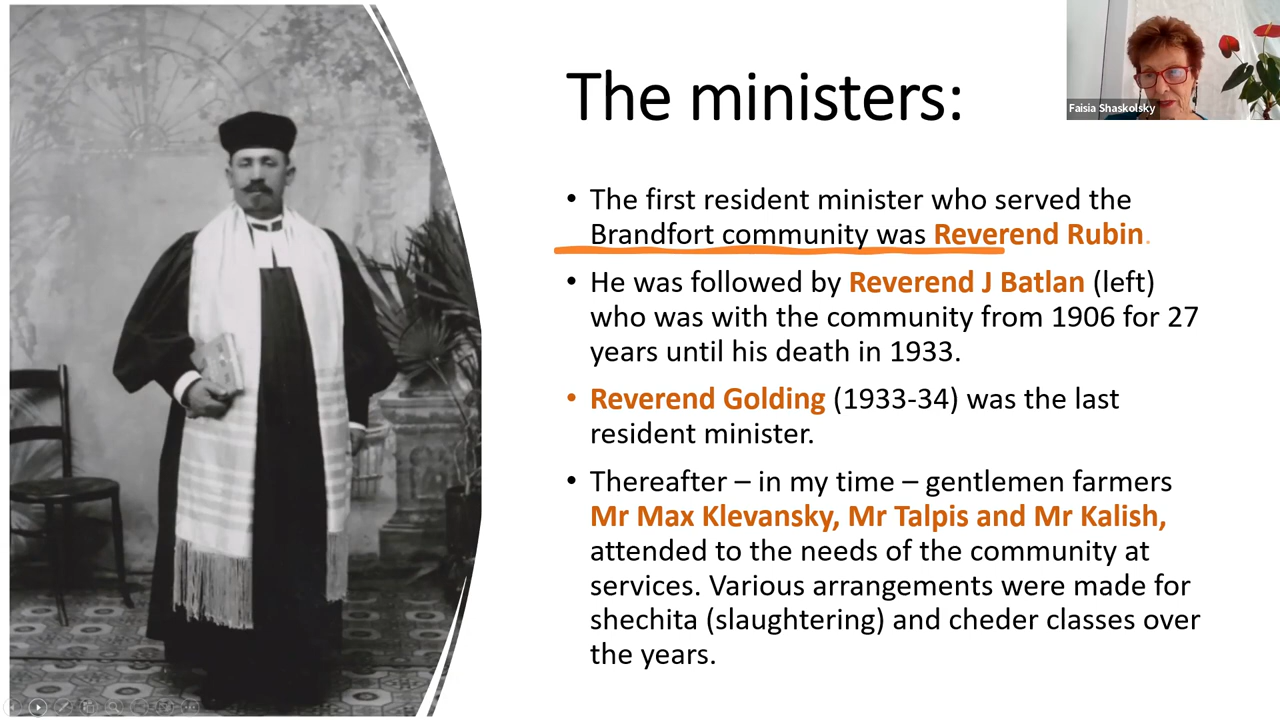 The ministers:
Faisia Shaskolsky
• The first resident minister who served the
Brandfort community was Reverend Rubin.
• He was followed by Reverend J Batlan (left)
who was with the community from 1906 for 27
years until his death in 1933.
• Reverend Golding (1933-34) was the last
resident minister.
• Thereafter – in my time – gentlemen farmers
Mr Max Klevansky, Mr Talpis and Mr Kalish,
attended to the needs of the community at
services. Various arrangements were made for
shechita (slaughtering) and cheder classes over
the years.